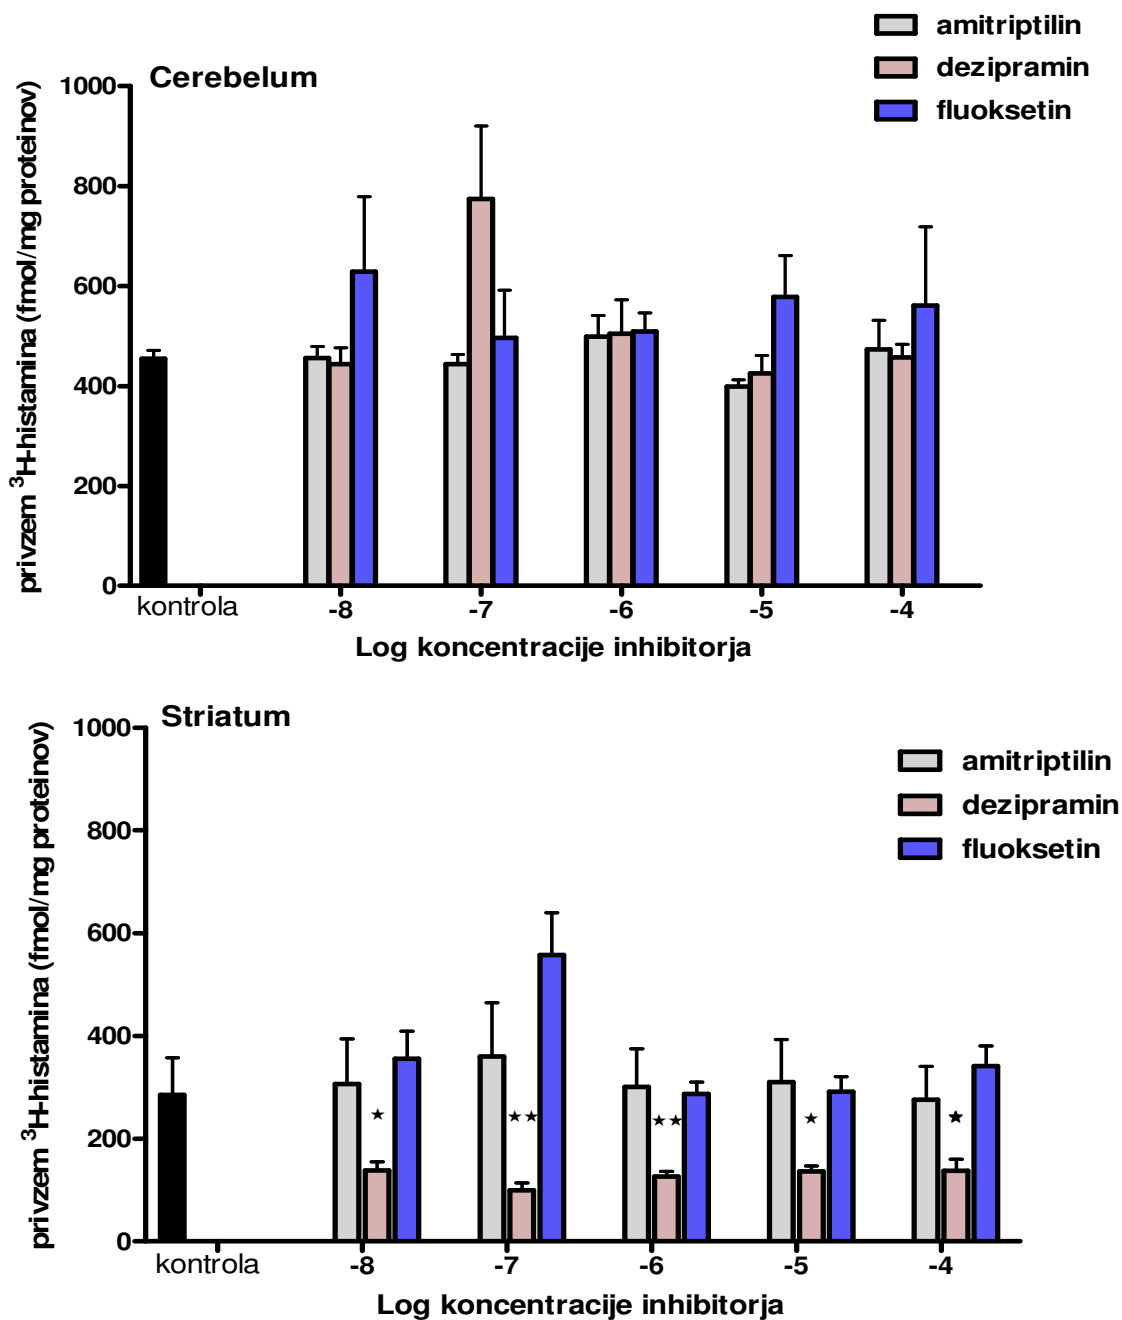 amitriptilin
dezipramin
fluoksetin
Cerebelum
privzem ³H-histamina (fmol/mg proteinov)
1000
800
600
400
200
0
kontrola -8 -7 -6 -5 -4
Log koncentracije inhibitorja
Striatum
amitriptilin
dezipramin
fluoksetin
privzem ³H-histamina (fmol/mg proteinov)
1000
800
600
400
200
0
★ ★★ ★★ ★ ★
kontrola -8 -7 -6 -5 -4
Log koncentracije inhibitorja